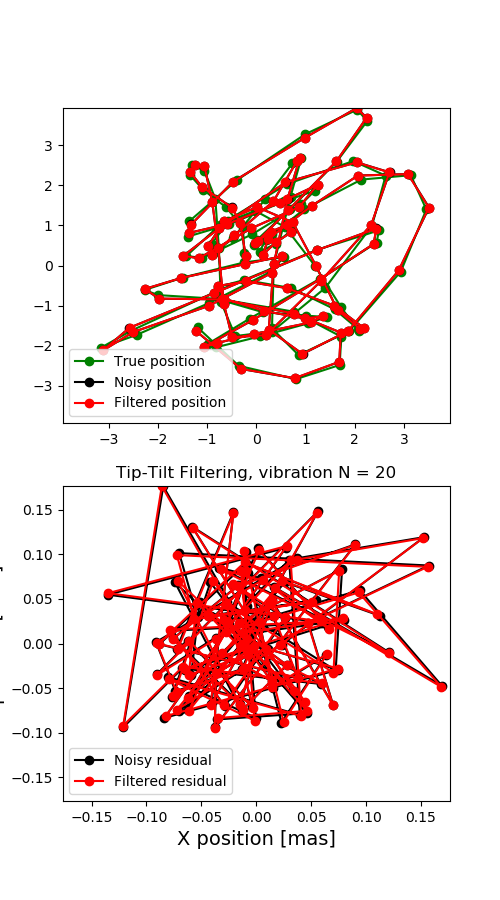 3
2
1
0
−1
−2
−3
True position
Noisy position
Filtered position
−3 −2 −1 0 1 2 3
Tip-Tilt Filtering, vibration N = 20
0.15
0.10
0.05
0.00
−0.05
−0.10
−0.15
Noisy residual
Filtered residual
−0.15 −0.10 −0.05 0.00 0.05 0.10 0.15
X position [mas]